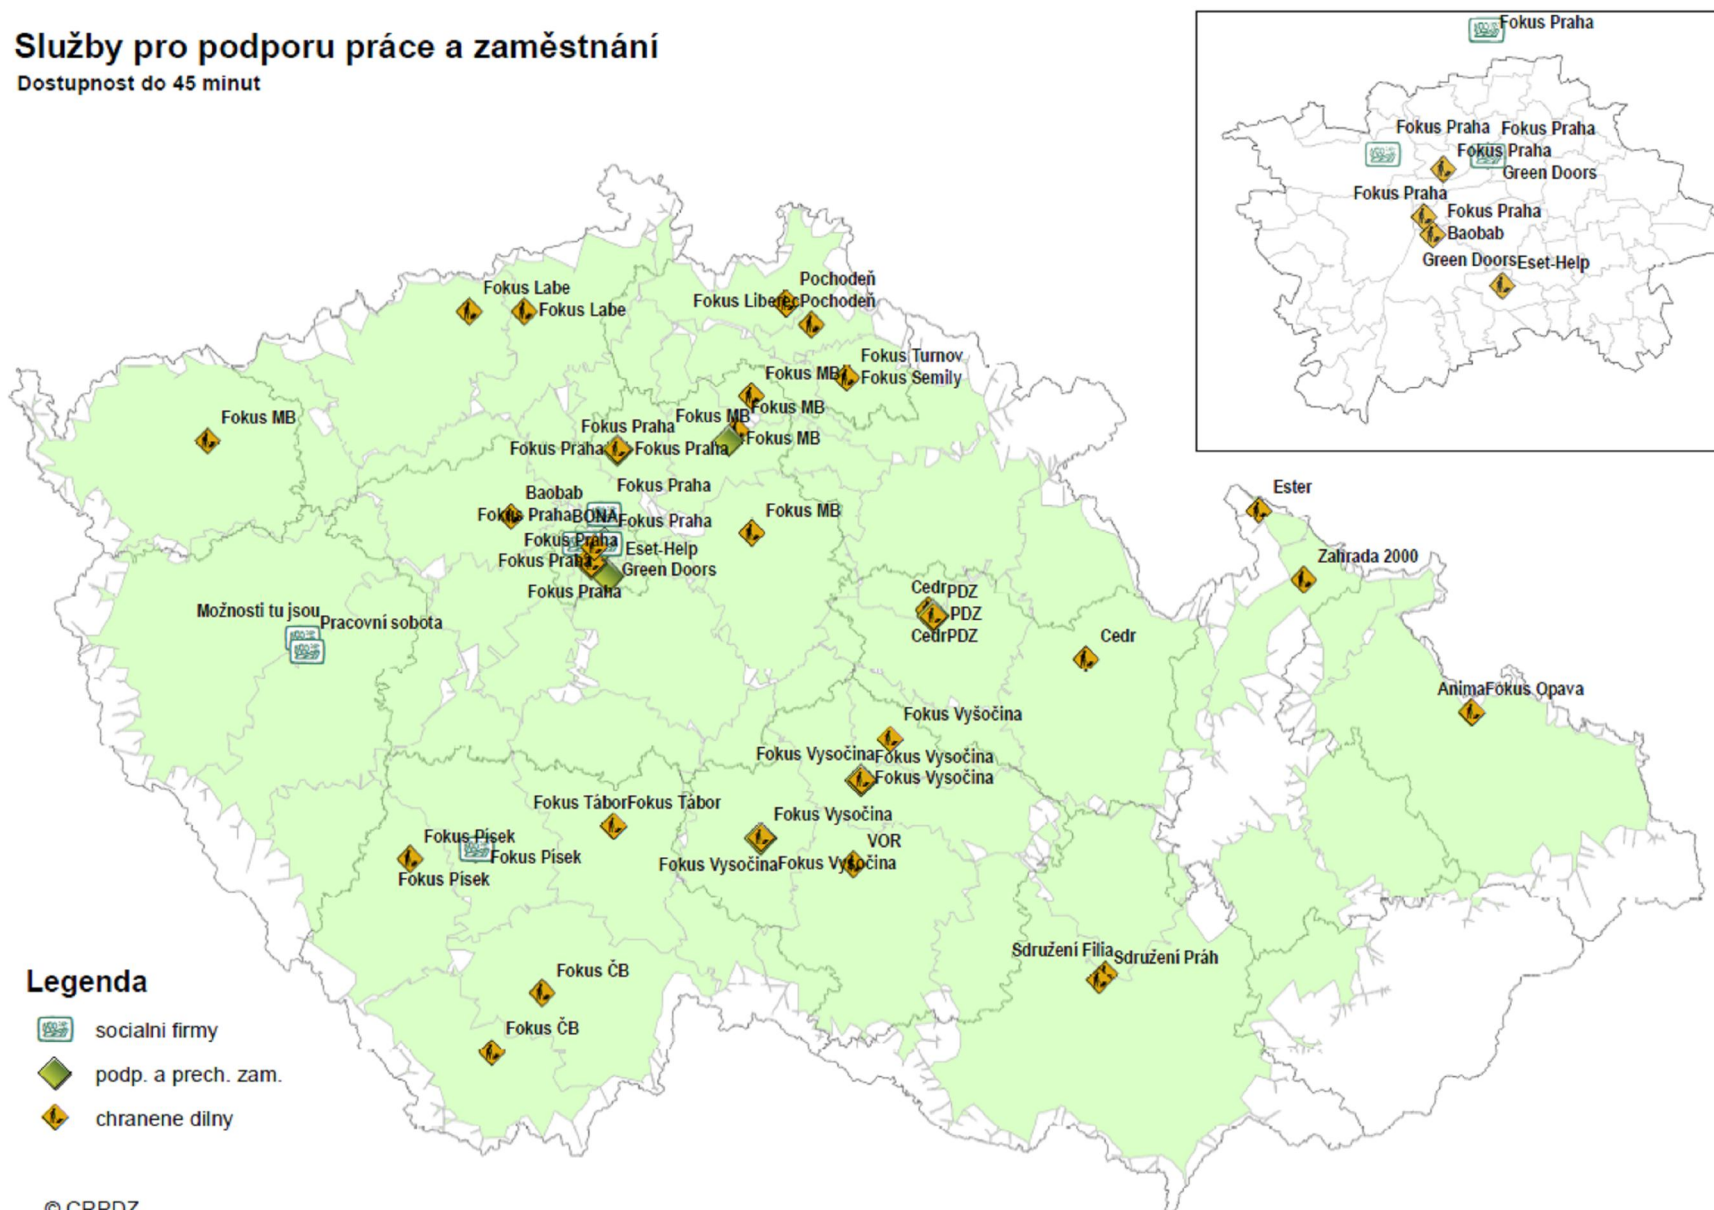 Služby pro podporu práce a zaměstnání
Dostupnost do 45 minut
Fokus Praha
Fokus Praha Fokus Praha
Fokus Praha
Green Doors
Fokus Praha
Fokus Praha
Baobab
Green Doors Eset-Help
Pochodeň
Fokus Labe
Fokus Liberec Pochodeň
Fokus Labe
Fokus Turnov
Fokus MB
Fokus Semily
Fokus MB
Fokus MB Fokus MB
Fokus Praha
Fokus MB
Fokus Praha Fokus Praha
Fokus Praha
Ester
Baobab
Fokus Praha BONA Fokus Praha
Fokus MB
Fokus Praha
Eset-Help
Zahrada 2000
Fokus Praha
Green Doors
Fokus Praha
Cedr PDZ
Možnosti tu jsou
PDZ
Pracovní sobota
Cedr PDZ
Cedr
Anima Fokus Opava
Fokus Vyšočina
Fokus Vysočina Fokus Vysočina
Fokus Vysočina
Fokus Tábor Fokus Tábor
Fokus Vysočina
Fokus Písek
VOR
Fokus Písek
Fokus Vysočina Fokus Vysočina
Fokus Písek
Sdružení Filia
Sdružení Práh
Fokus ČB
Fokus ČB
Legenda
socialni firmy
podp. a prech. zam.
chranene dilny